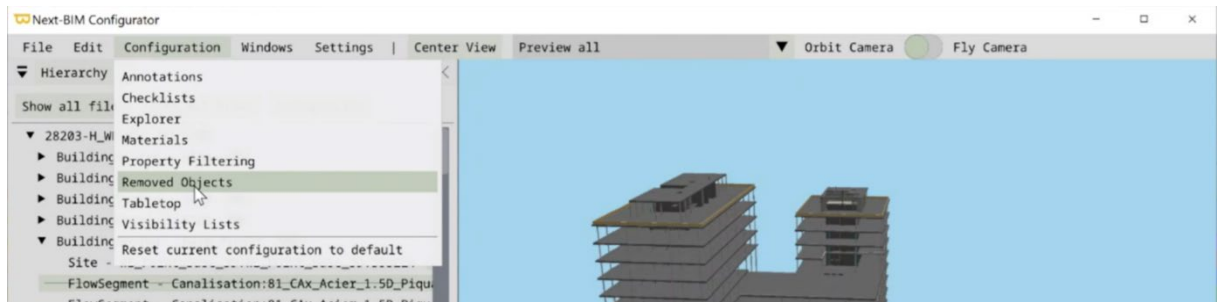 Next-BIM Configurator
File Edit Configuration Windows Settings | Center View Preview all Orbit Camera Fly Camera
Hierarchy
Annotations
Checklists
Show all file
Explorer
28203-H_W
Materials
Building
Property Filtering
Building
Removed Objects
Building
Tabletop
Building
Visibility Lists
Building
Reset current configuration to default
Site -
FlowSegment - Canalisation:81_CAx_Acier_1.5D_Piqu